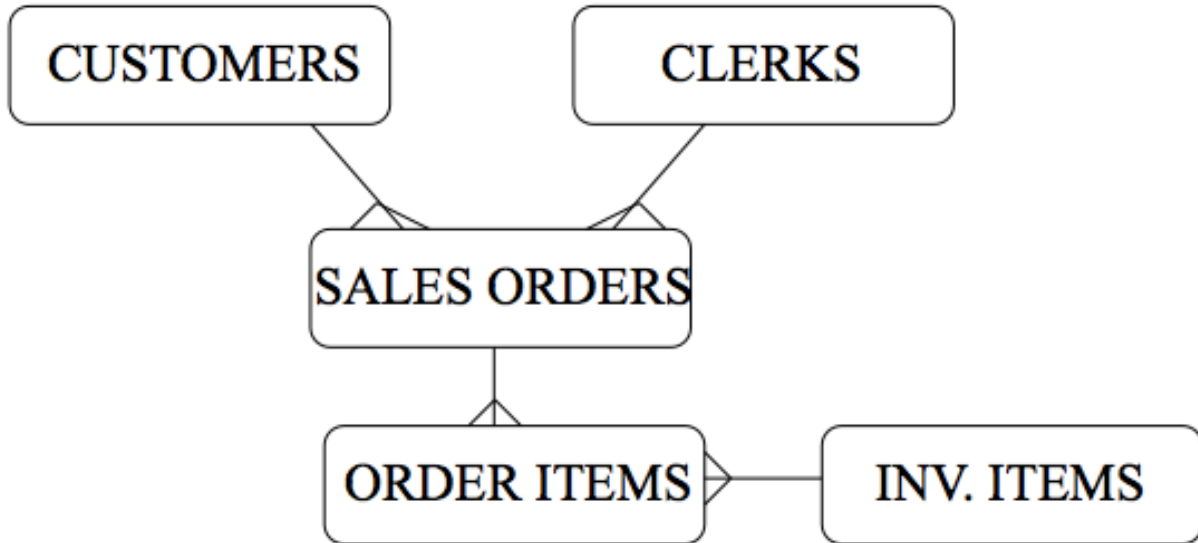 CUSTOMERS
CLERKS
SALES ORDERS
ORDER ITEMS
INV. ITEMS